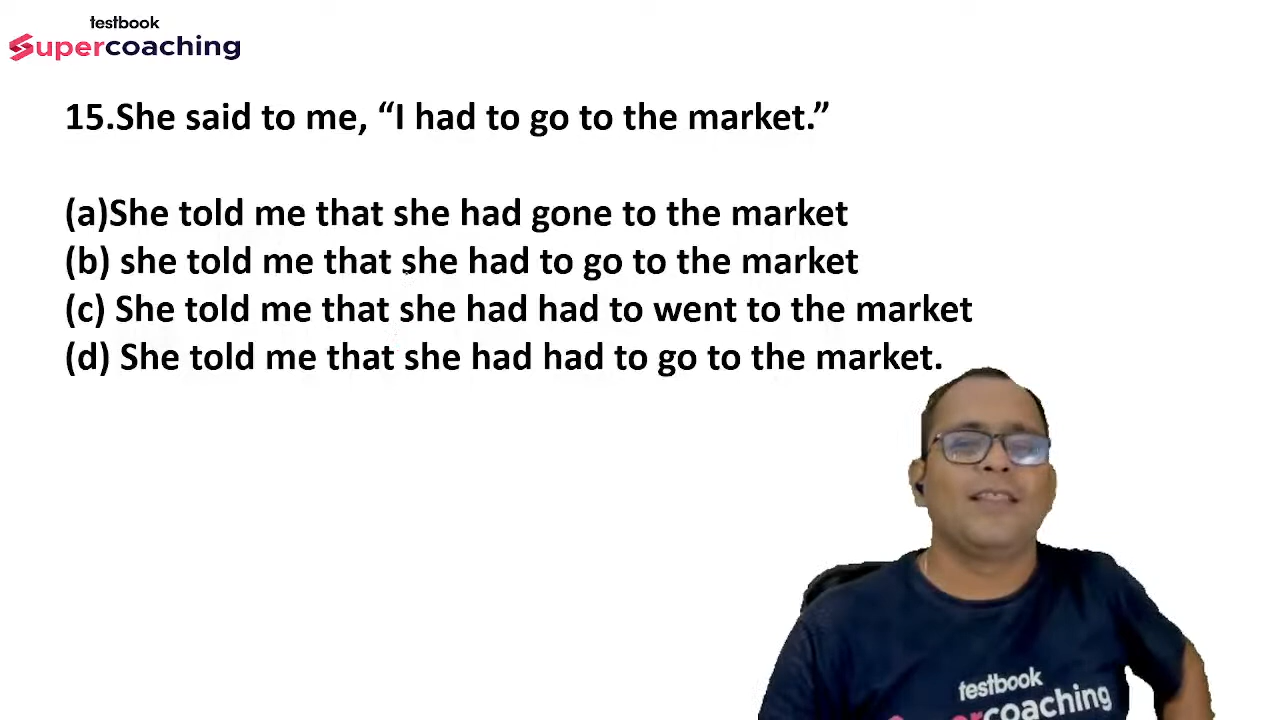 testbook
Supercoaching
15.She said to me, “I had to go to the market.”
(a)She told me that she had gone to the market
(b) she told me that she had to go to the market
(c) She told me that she had had to went to the market
(d) She told me that she had had to go to the market.
testbook
Supercoaching